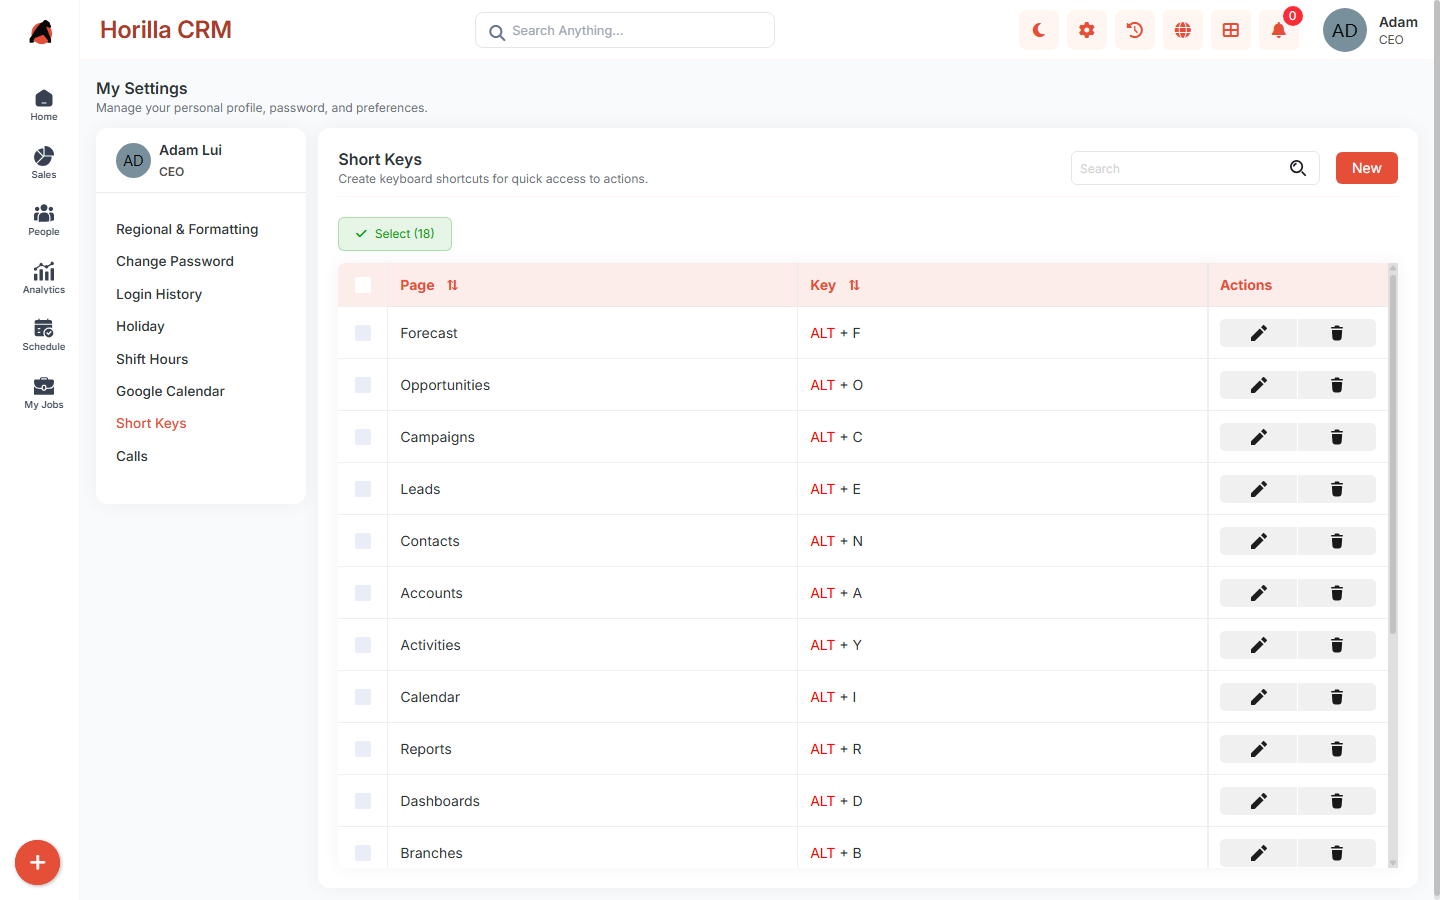 Horilla CRM
Search Anything...
0
AD
Adam
CEO
Home
Sales
People
Analytics
Schedule
My Jobs
My Settings
Manage your personal profile, password, and preferences.
AD
Adam Lui
CEO
Regional & Formatting
Change Password
Login History
Holiday
Shift Hours
Google Calendar
Short Keys
Calls
Short Keys
Create keyboard shortcuts for quick access to actions.
Search
New
Select (18)
Page
Key
Actions
Forecast
ALT + F
Opportunities
ALT + O
Campaigns
ALT + C
Leads
ALT + E
Contacts
ALT + N
Accounts
ALT + A
Activities
ALT + Y
Calendar
ALT + I
Reports
ALT + R
Dashboards
ALT + D
Branches
ALT + B